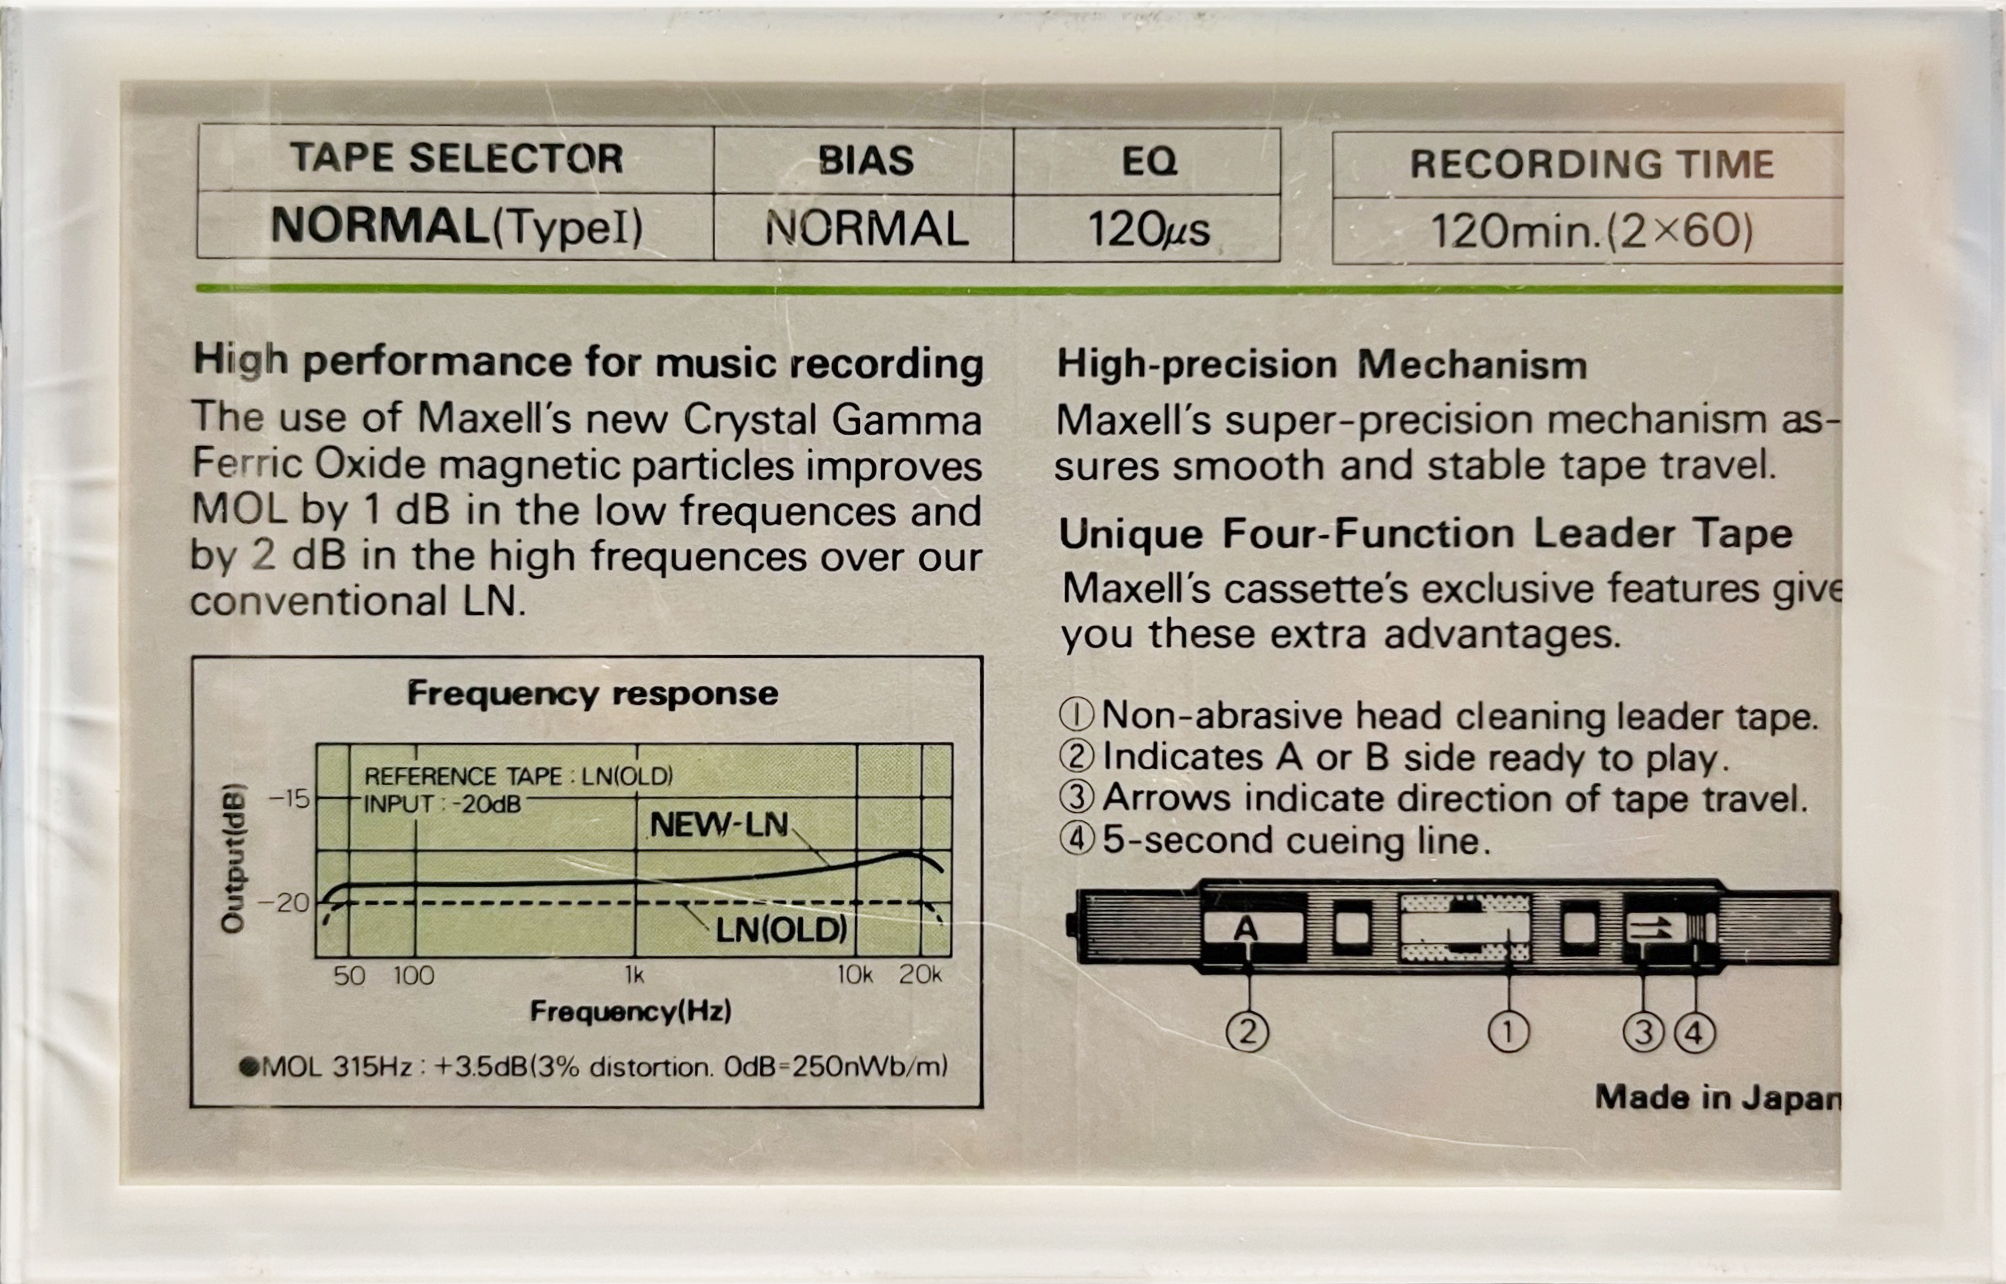 TAPE SELECTOR BIAS EQ RECORDING TIME
NORMAL(TypeI) NORMAL 120μs 120min.(2×60)
High performance for music recording
The use of Maxell's new Crystal Gamma
Ferric Oxide magnetic particles improves
MOL by 1 dB in the low frequences and
by 2 dB in the high frequences over our
conventional LN.
Frequency response
REFERENCE TAPE : LN(OLD)
INPUT : -20dB
NEW-LN
LN(OLD)
Output(dB)
-15
-20
50 100 1k 10k 20k
Frequency(Hz)
●MOL 315Hz : +3.5dB(3% distortion. 0dB=250nWb/m)
High-precision Mechanism
Maxell's super-precision mechanism as-
sures smooth and stable tape travel.
Unique Four-Function Leader Tape
Maxell's cassette's exclusive features give
you these extra advantages.
①Non-abrasive head cleaning leader tape.
②Indicates A or B side ready to play.
③Arrows indicate direction of tape travel.
④5-second cueing line.
A
② ① ③ ④
Made in Japan